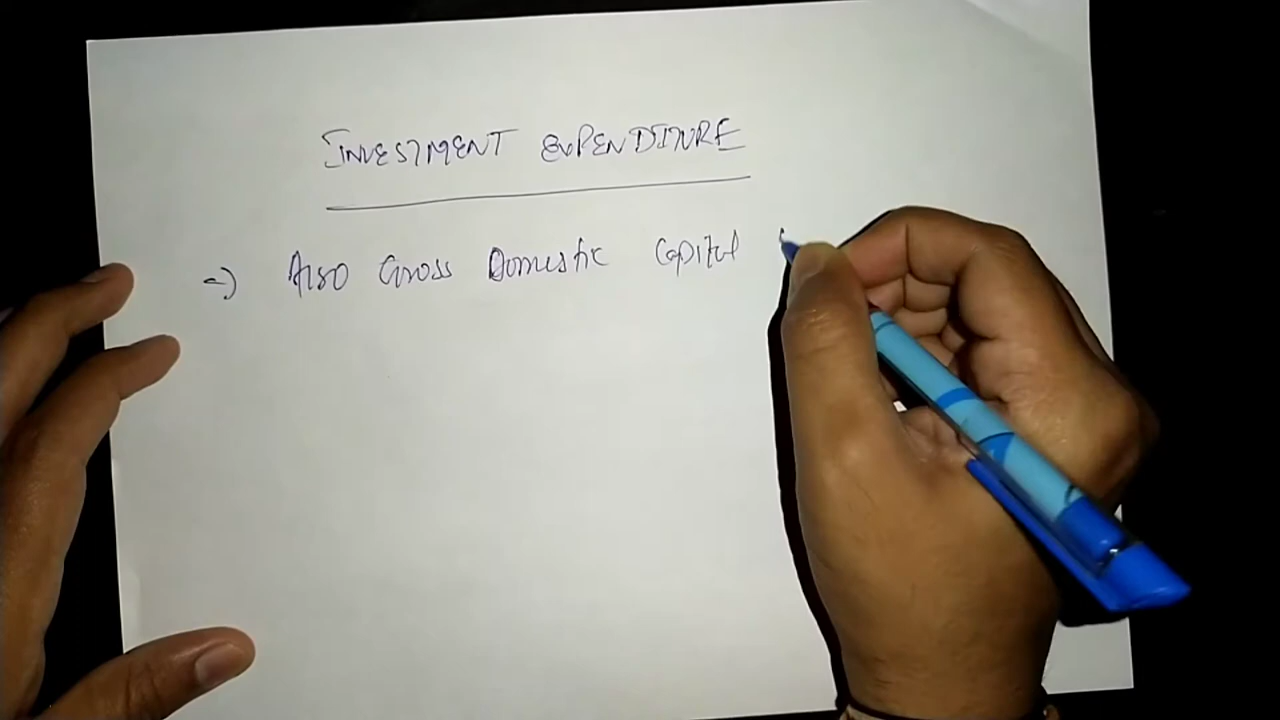 INVESTMENT EXPENDITURE
=) Also Gross Domestic Capital